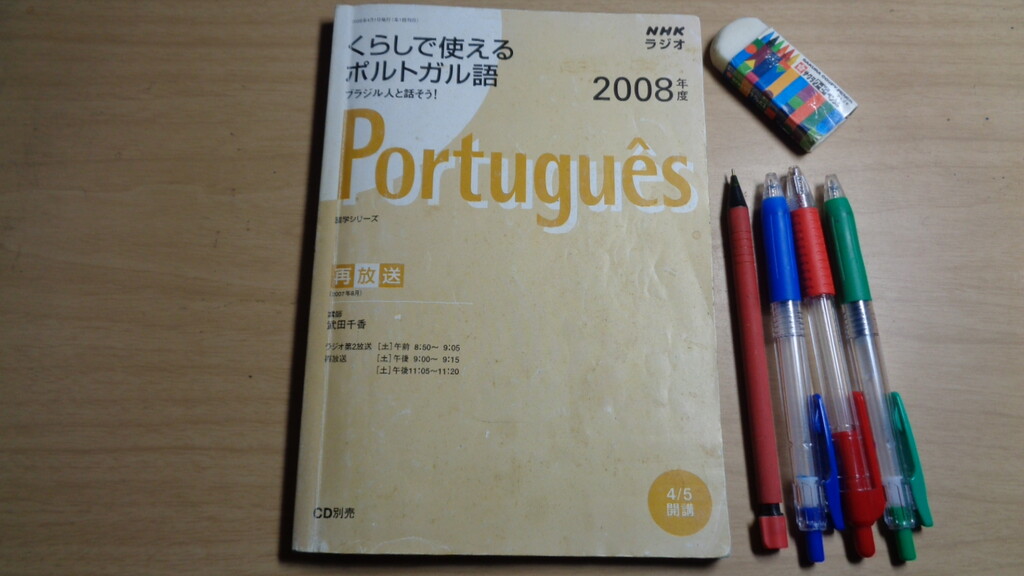 くらしで使える
ポルトガル語
ブラジル人と話そう!
NHK
ラジオ
2008年度
Português
語学シリーズ
再放送
講師
武田千香
ラジオ第2放送 [土]午前 8:50〜 9:05
再放送 [土]午後 9:00〜 9:15
[土]午後11:05〜11:20
4/5
開講
CD別売